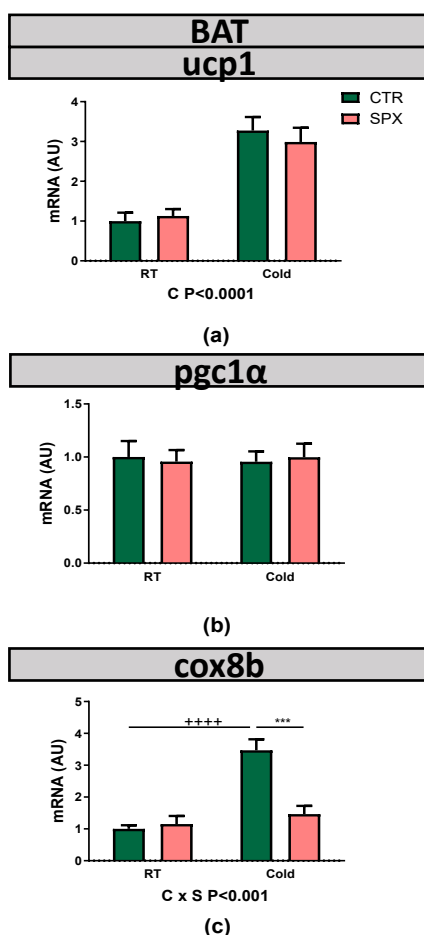 BAT
ucp1
CTR
SPX
mRNA (AU)
4
3
2
1
0
RT Cold
C P<0.0001
(a)
pgc1α
mRNA (AU)
1.5
1.0
0.5
0.0
RT Cold
(b)
cox8b
mRNA (AU)
5
4
3
2
1
0
++++ ***
RT Cold
C x S P<0.001
(c)